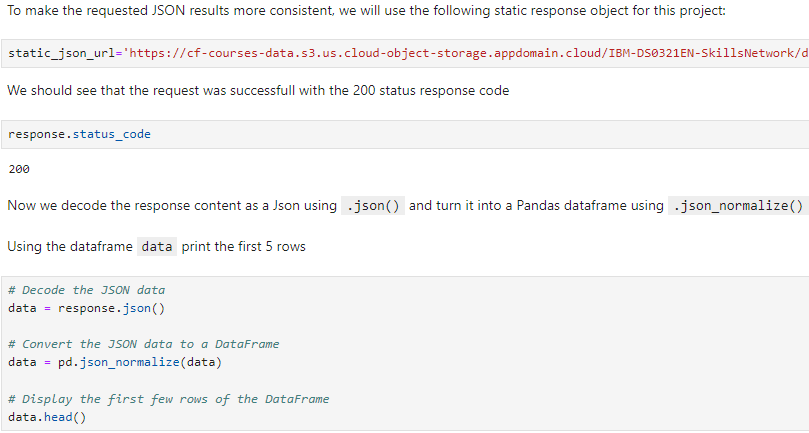 To make the requested JSON results more consistent, we will use the following static response object for this project:
static_json_url='https://cf-courses-data.s3.us.cloud-object-storage.appdomain.cloud/IBM-DS0321EN-SkillsNetwork/d
We should see that the request was successfull with the 200 status response code
response.status_code
200
Now we decode the response content as a Json using .json() and turn it into a Pandas dataframe using .json_normalize()
Using the dataframe data print the first 5 rows
# Decode the JSON data
data = response.json()
# Convert the JSON data to a DataFrame
data = pd.json_normalize(data)
# Display the first few rows of the DataFrame
data.head()